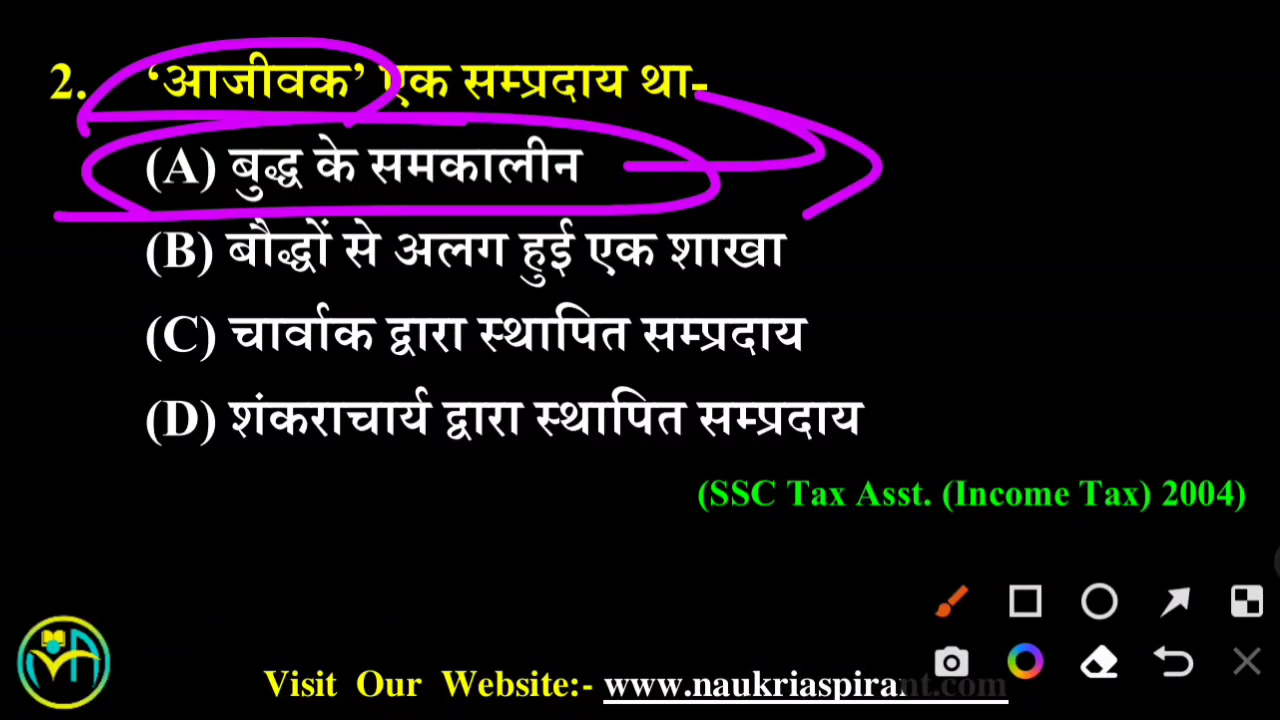 2. ‘आजीवक’ एक सम्प्रदाय था-
(A) बुद्ध के समकालीन
(B) बौद्धों से अलग हुई एक शाखा
(C) चार्वाक द्वारा स्थापित सम्प्रदाय
(D) शंकराचार्य द्वारा स्थापित सम्प्रदाय
(SSC Tax Asst. (Income Tax) 2004)
Visit Our Website:- www.naukriaspirant.com